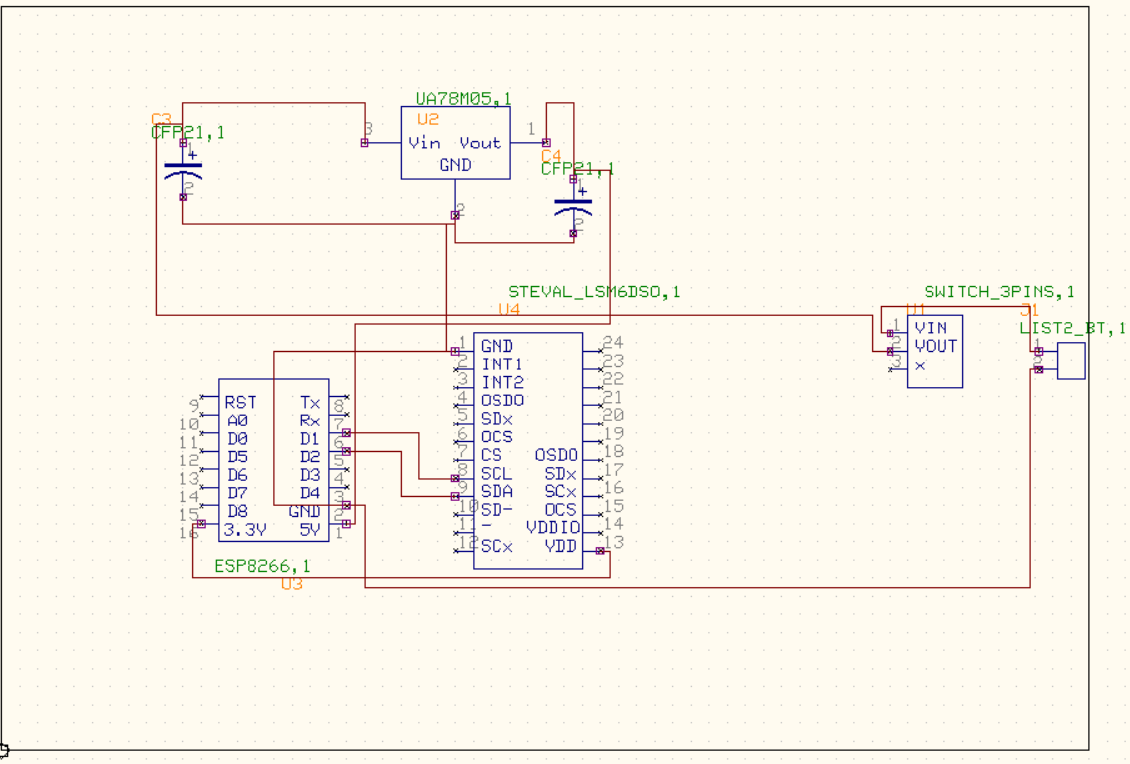 UA78M05,1
U2
C3
CFP21,1
3
Vin Vout
1
GND
1
+
2
2
C4
CFP21,1
1
+
2
STEVAL_LSM6DSO,1
U4
SWITCH_3PINS,1
U1
J1
LIST2_BT,1
1 VIN
2 VOUT
3 x
1
2
1 GND 24
2 INT1 23
3 INT2 22
4 OSDO 21
5 SDx 20
6 OCS 19
7 CS OSDO 18
8 SCL SDx 17
9 SDA SCx 16
10 SD- OCS 15
11 - VDDIO 14
12 SCx VDD 13
9 RST Tx 8
10 A0 Rx 7
11 D0 D1 6
12 D5 D2 5
13 D6 D3 4
14 D7 D4 3
15 D8 GND 2
16 3.3V 5V 1
ESP8266,1
U3